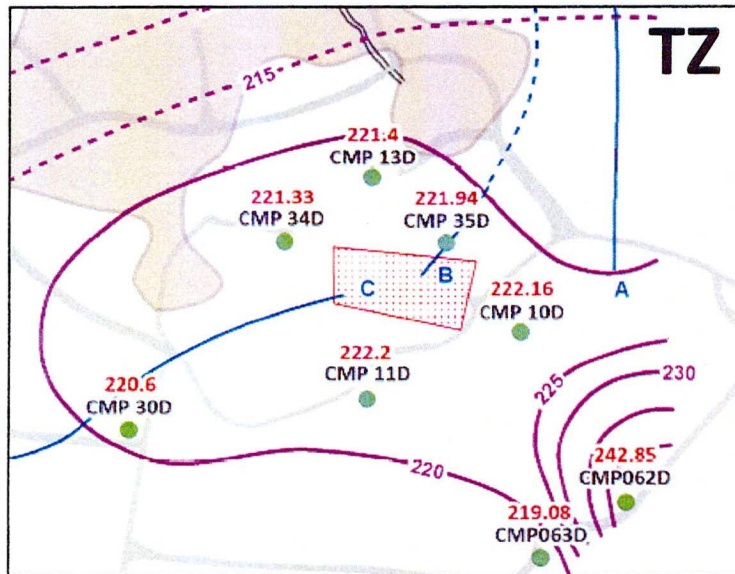 TZ
215
221.4
CMP 13D
221.33
CMP 34D
221.94
CMP 35D
B
C
A
222.16
CMP 10D
222.2
CMP 11D
220.6
CMP 30D
225
230
220
242.85
CMP062D
219.08
CMP063D